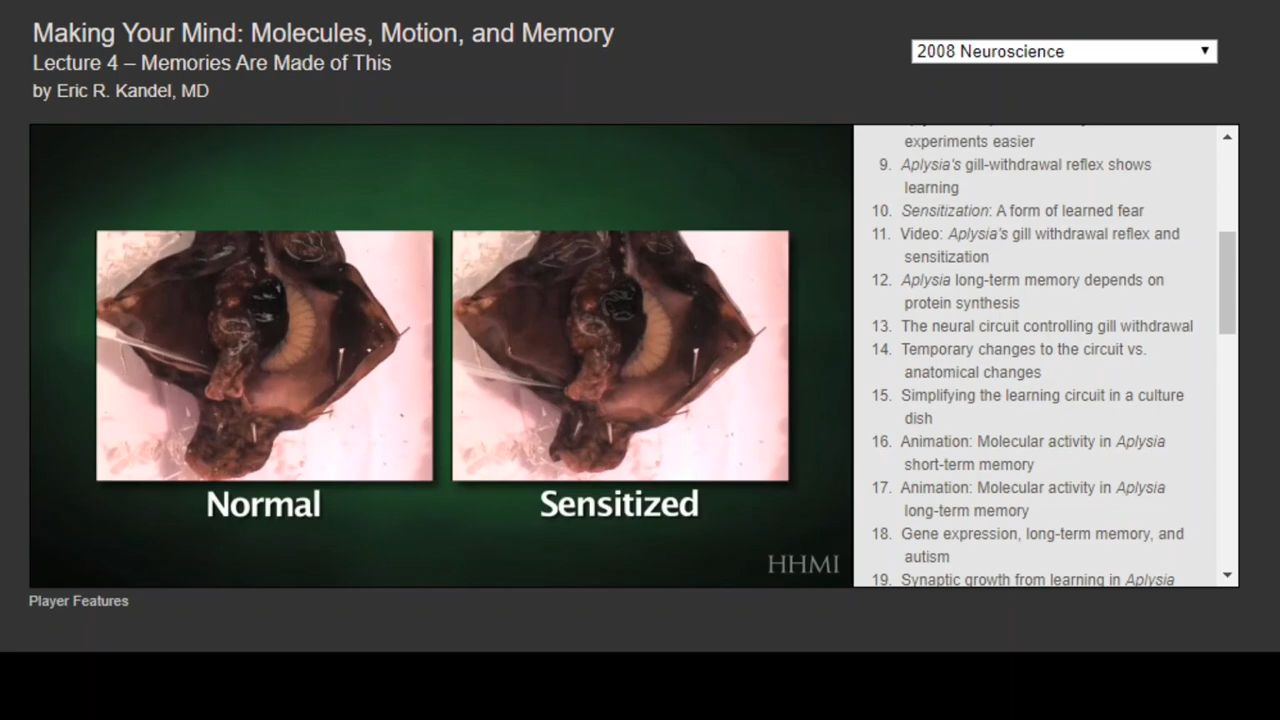 Making Your Mind: Molecules, Motion, and Memory
Lecture 4 – Memories Are Made of This
by Eric R. Kandel, MD
2008 Neuroscience
Normal
Sensitized
HHMI
experiments easier
9. Aplysia's gill-withdrawal reflex shows
learning
10. Sensitization: A form of learned fear
11. Video: Aplysia's gill withdrawal reflex and
sensitization
12. Aplysia long-term memory depends on
protein synthesis
13. The neural circuit controlling gill withdrawal
14. Temporary changes to the circuit vs.
anatomical changes
15. Simplifying the learning circuit in a culture
dish
16. Animation: Molecular activity in Aplysia
short-term memory
17. Animation: Molecular activity in Aplysia
long-term memory
18. Gene expression, long-term memory, and
autism
19. Synaptic growth from learning in Aplysia
Player Features